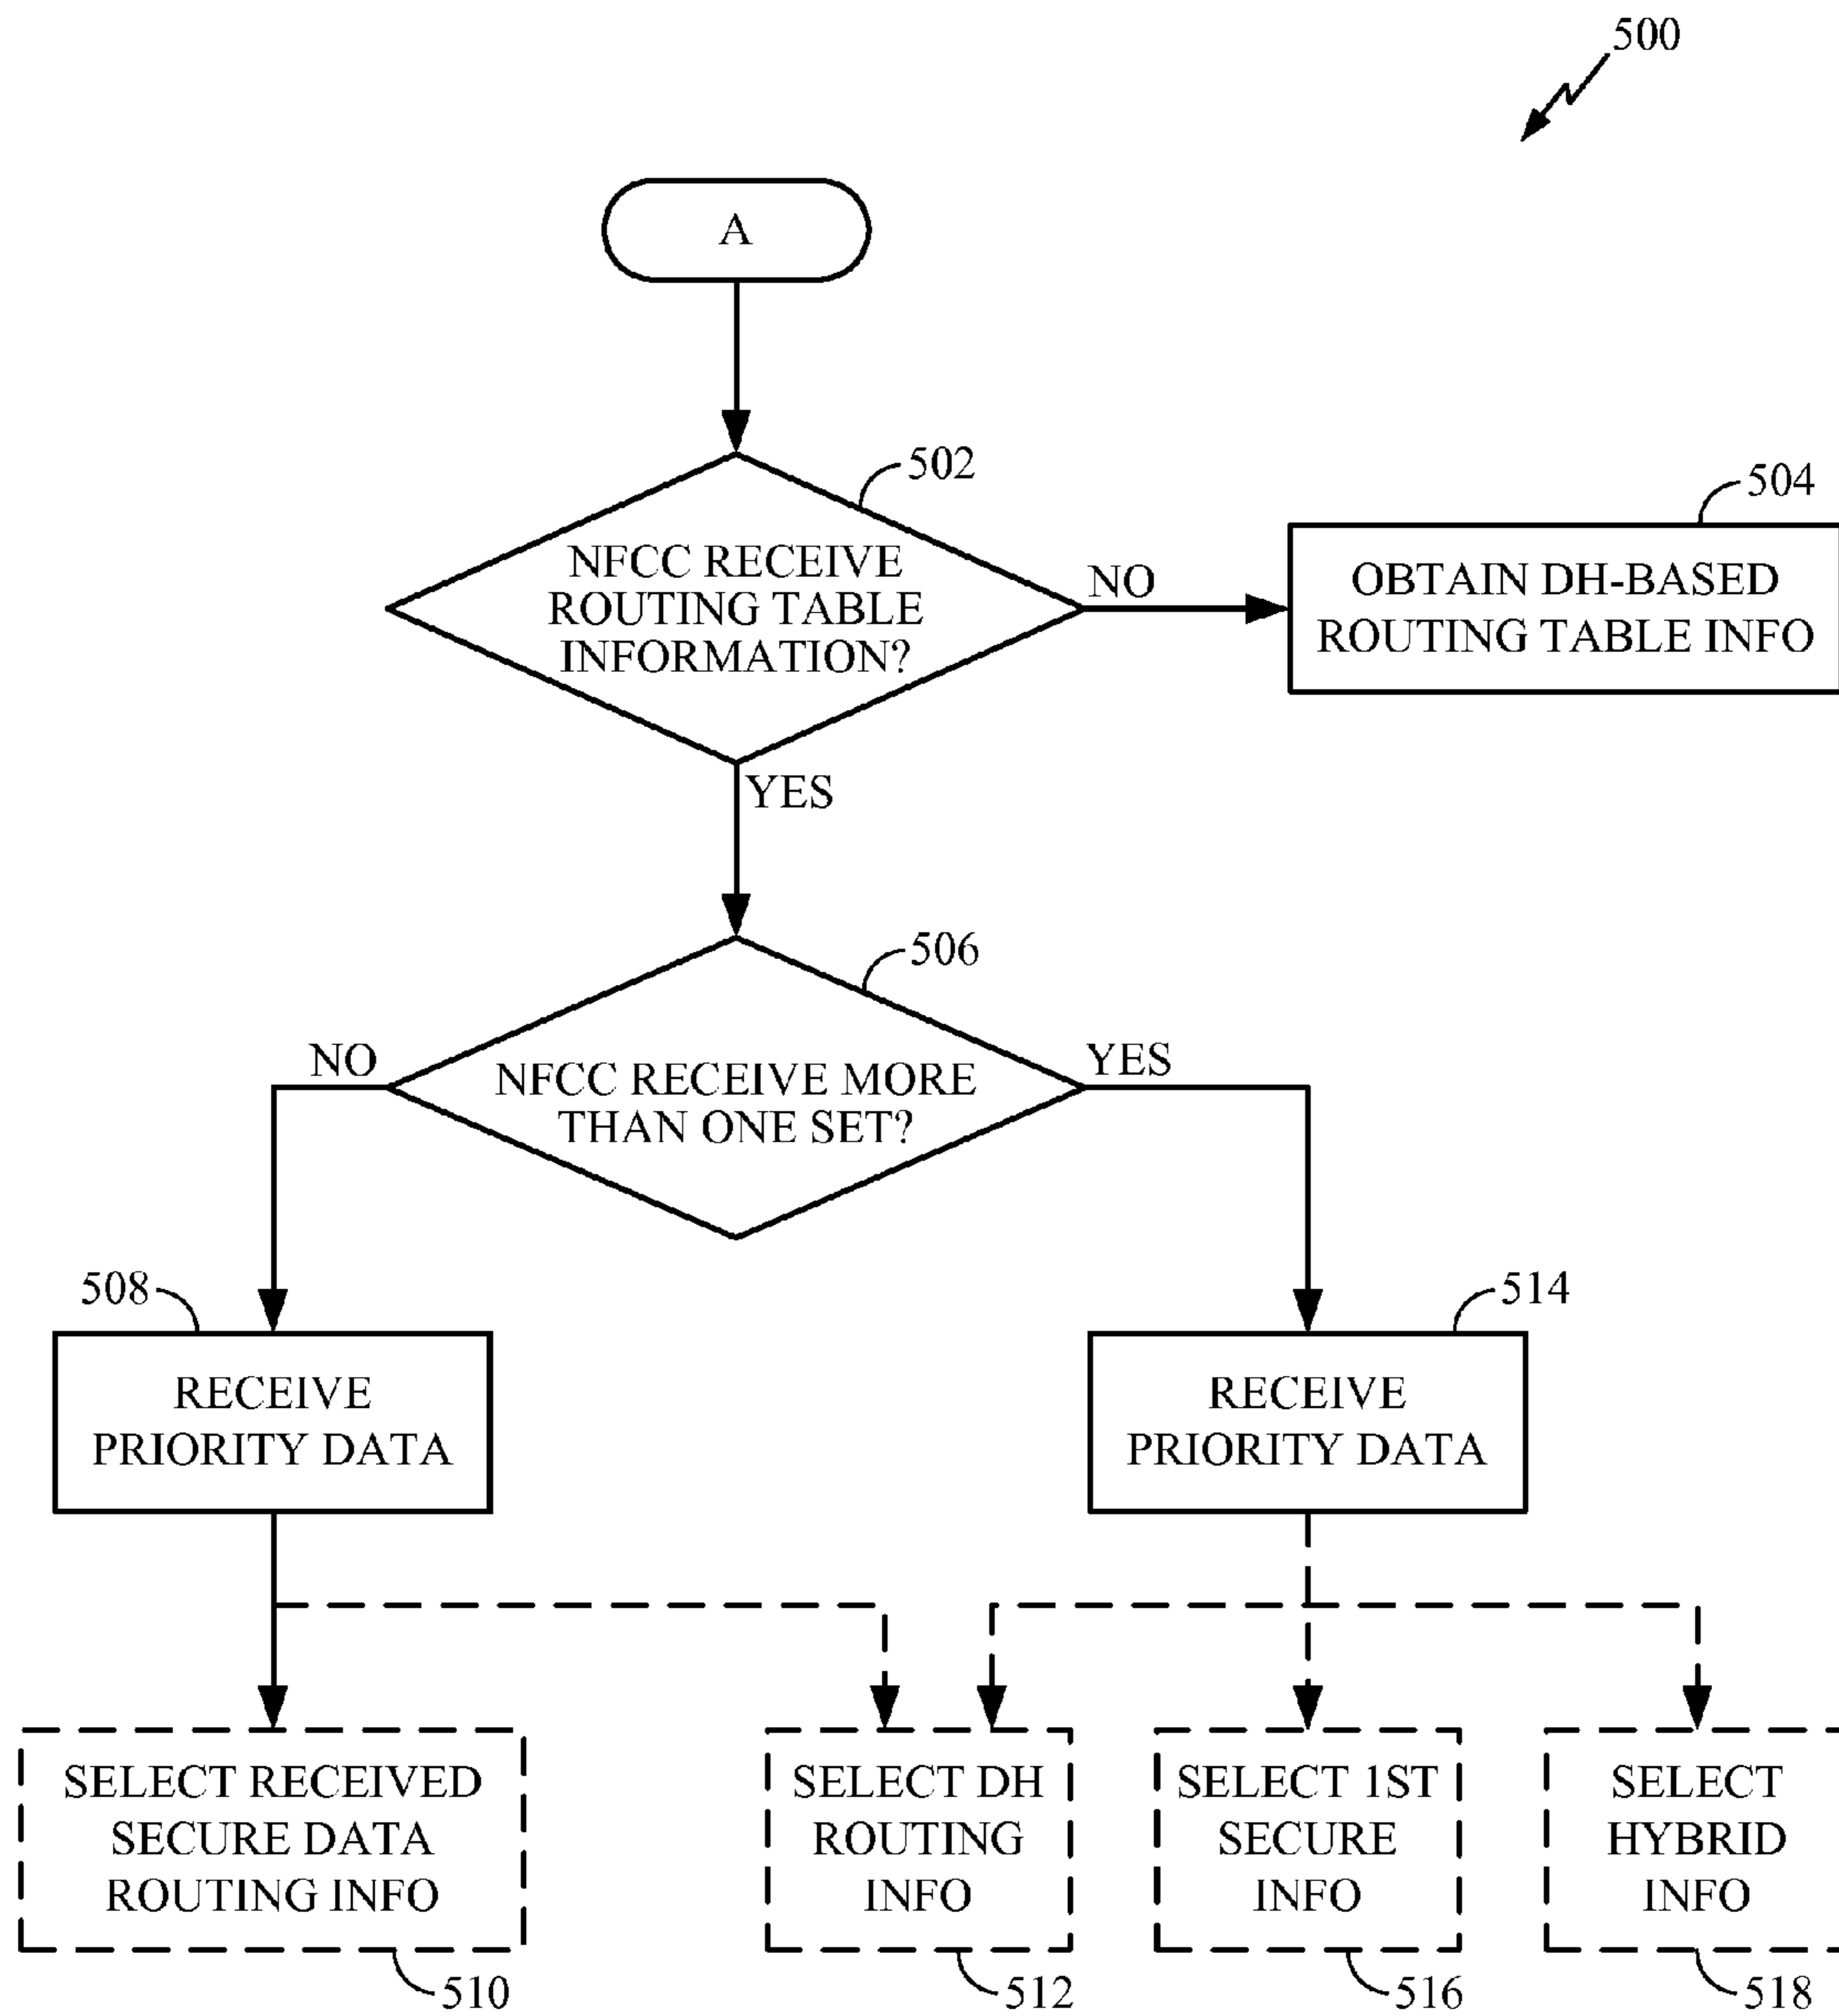 500
A
502
NFCC RECEIVE
ROUTING TABLE
INFORMATION?
NO
504
OBTAIN DH-BASED
ROUTING TABLE INFO
YES
506
NFCC RECEIVE MORE
THAN ONE SET?
NO
YES
508
RECEIVE
PRIORITY DATA
514
RECEIVE
PRIORITY DATA
SELECT RECEIVED
SECURE DATA
ROUTING INFO
510
SELECT DH
ROUTING
INFO
512
SELECT 1ST
SECURE
INFO
516
SELECT
HYBRID
INFO
518